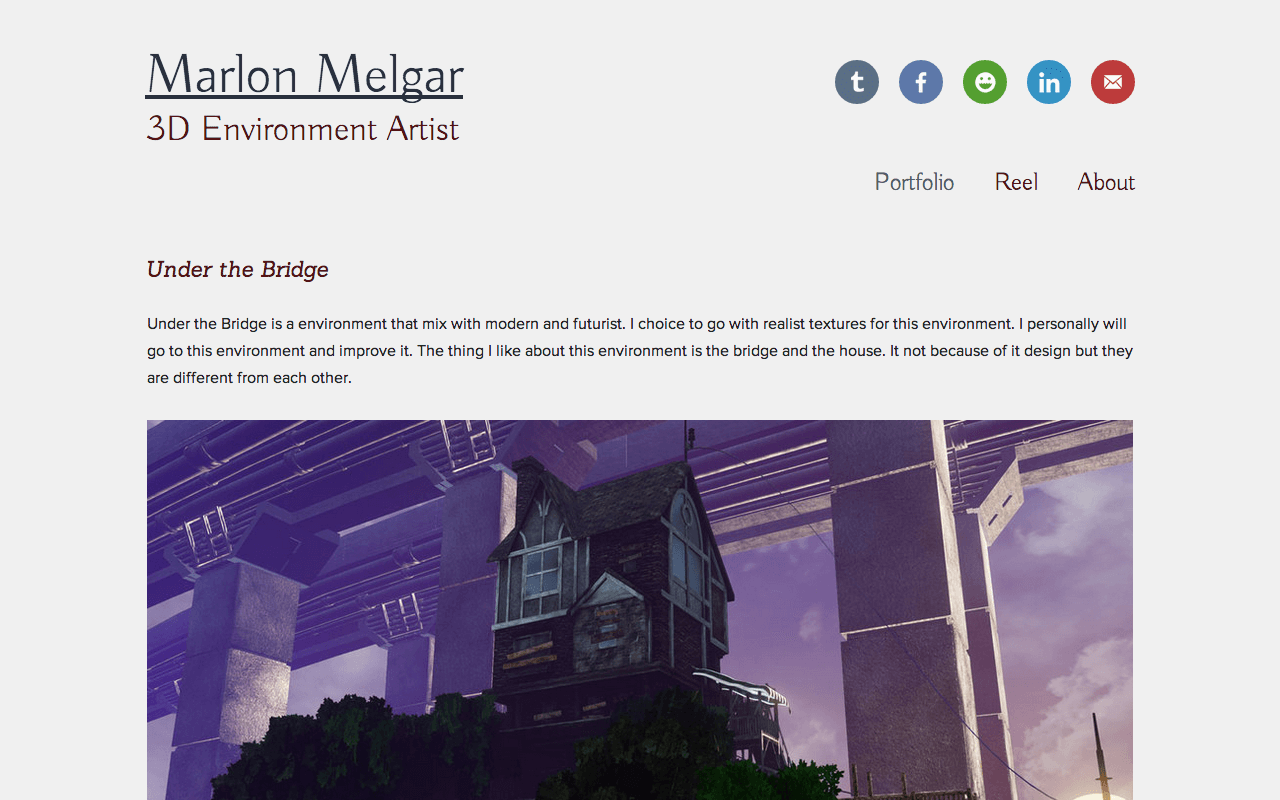 Marlon Melgar
3D Environment Artist
t
f
in
Portfolio Reel About
Under the Bridge
Under the Bridge is a environment that mix with modern and futurist. I choice to go with realist textures for this environment. I personally will
go to this environment and improve it. The thing I like about this environment is the bridge and the house. It not because of it design but they
are different from each other.